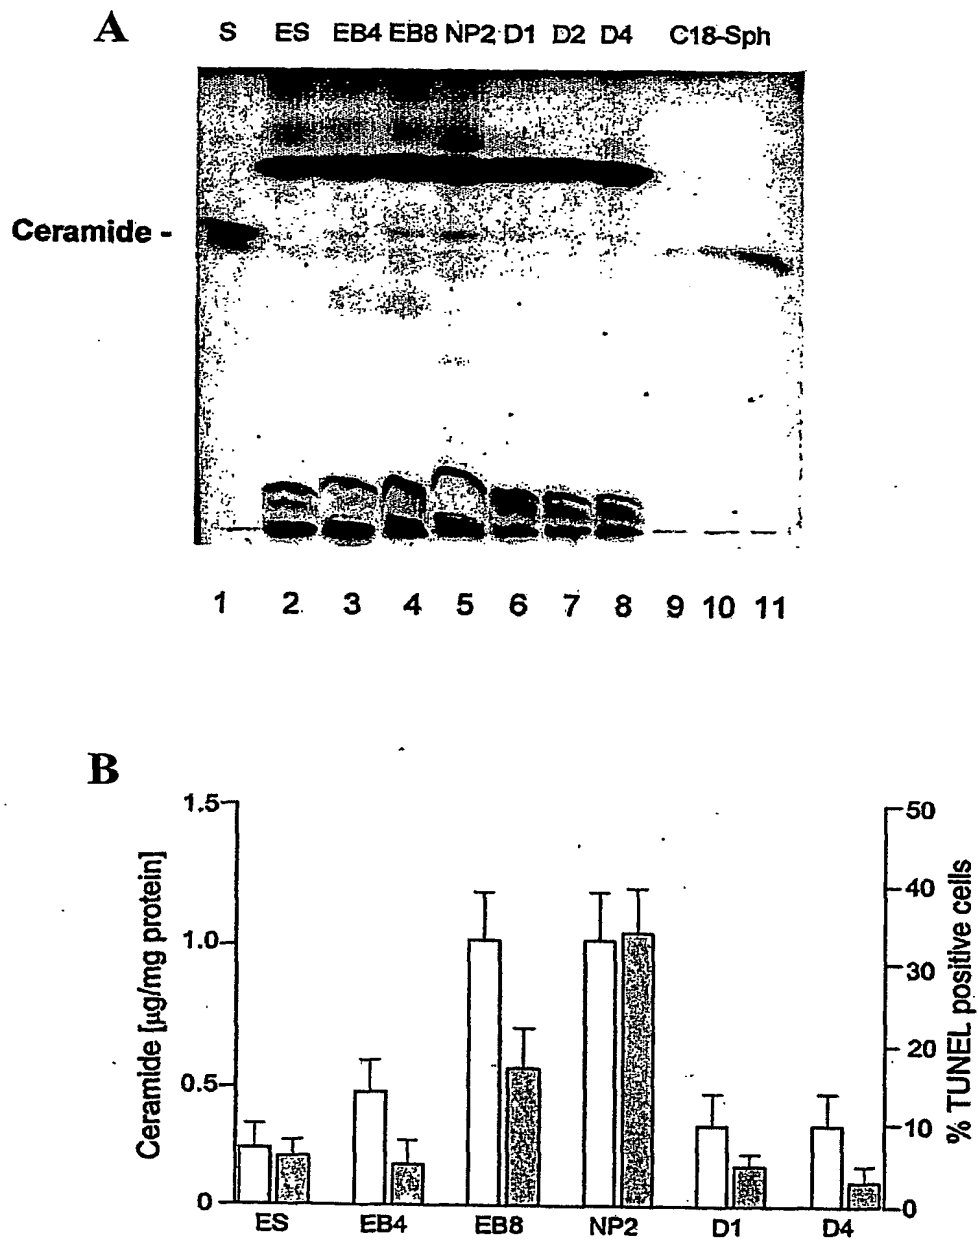 A
S ES EB4 EB8 NP2 D1 D2 D4 C18-Sph
Ceramide -
1 2 3 4 5 6 7 8 9 10 11
B
Ceramide [µg/mg protein]
1.5
1.0
0.5
0
% TUNEL positive cells
50
40
30
20
10
0
ES EB4 EB8 NP2 D1 D4